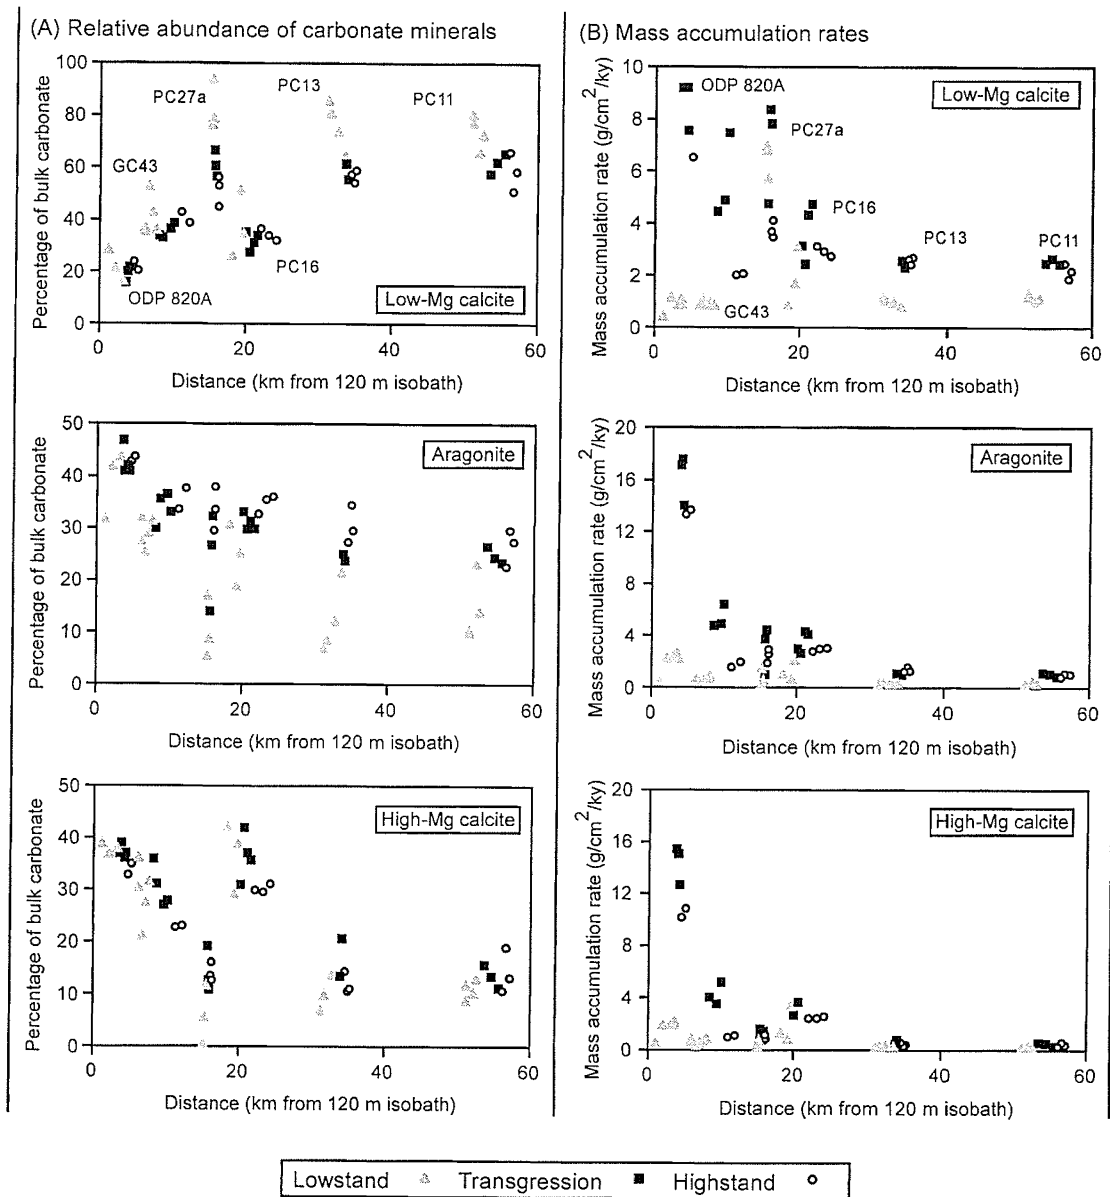 (A) Relative abundance of carbonate minerals
100
80
60
40
20
0
Percentage of bulk carbonate
PC27a
PC13
PC11
GC43
PC16
ODP 820A
Low-Mg calcite
0 20 40 60
Distance (km from 120 m isobath)
50
40
30
20
10
0
Percentage of bulk carbonate
Aragonite
0 20 40 60
Distance (km from 120 m isobath)
50
40
30
20
10
0
Percentage of bulk carbonate
High-Mg calcite
0 20 40 60
Distance (km from 120 m isobath)
(B) Mass accumulation rates
10
8
6
4
2
0
Mass accumulation rate (g/cm²/ky)
ODP 820A
Low-Mg calcite
PC27a
PC16
PC13
PC11
GC43
0 20 40 60
Distance (km from 120 m isobath)
20
16
12
8
4
0
Mass accumulation rate (g/cm²/ky)
Aragonite
0 20 40 60
Distance (km from 120 m isobath)
20
16
12
8
4
0
Mass accumulation rate (g/cm²/ky)
High-Mg calcite
0 20 40 60
Distance (km from 120 m isobath)
Lowstand Transgression Highstand